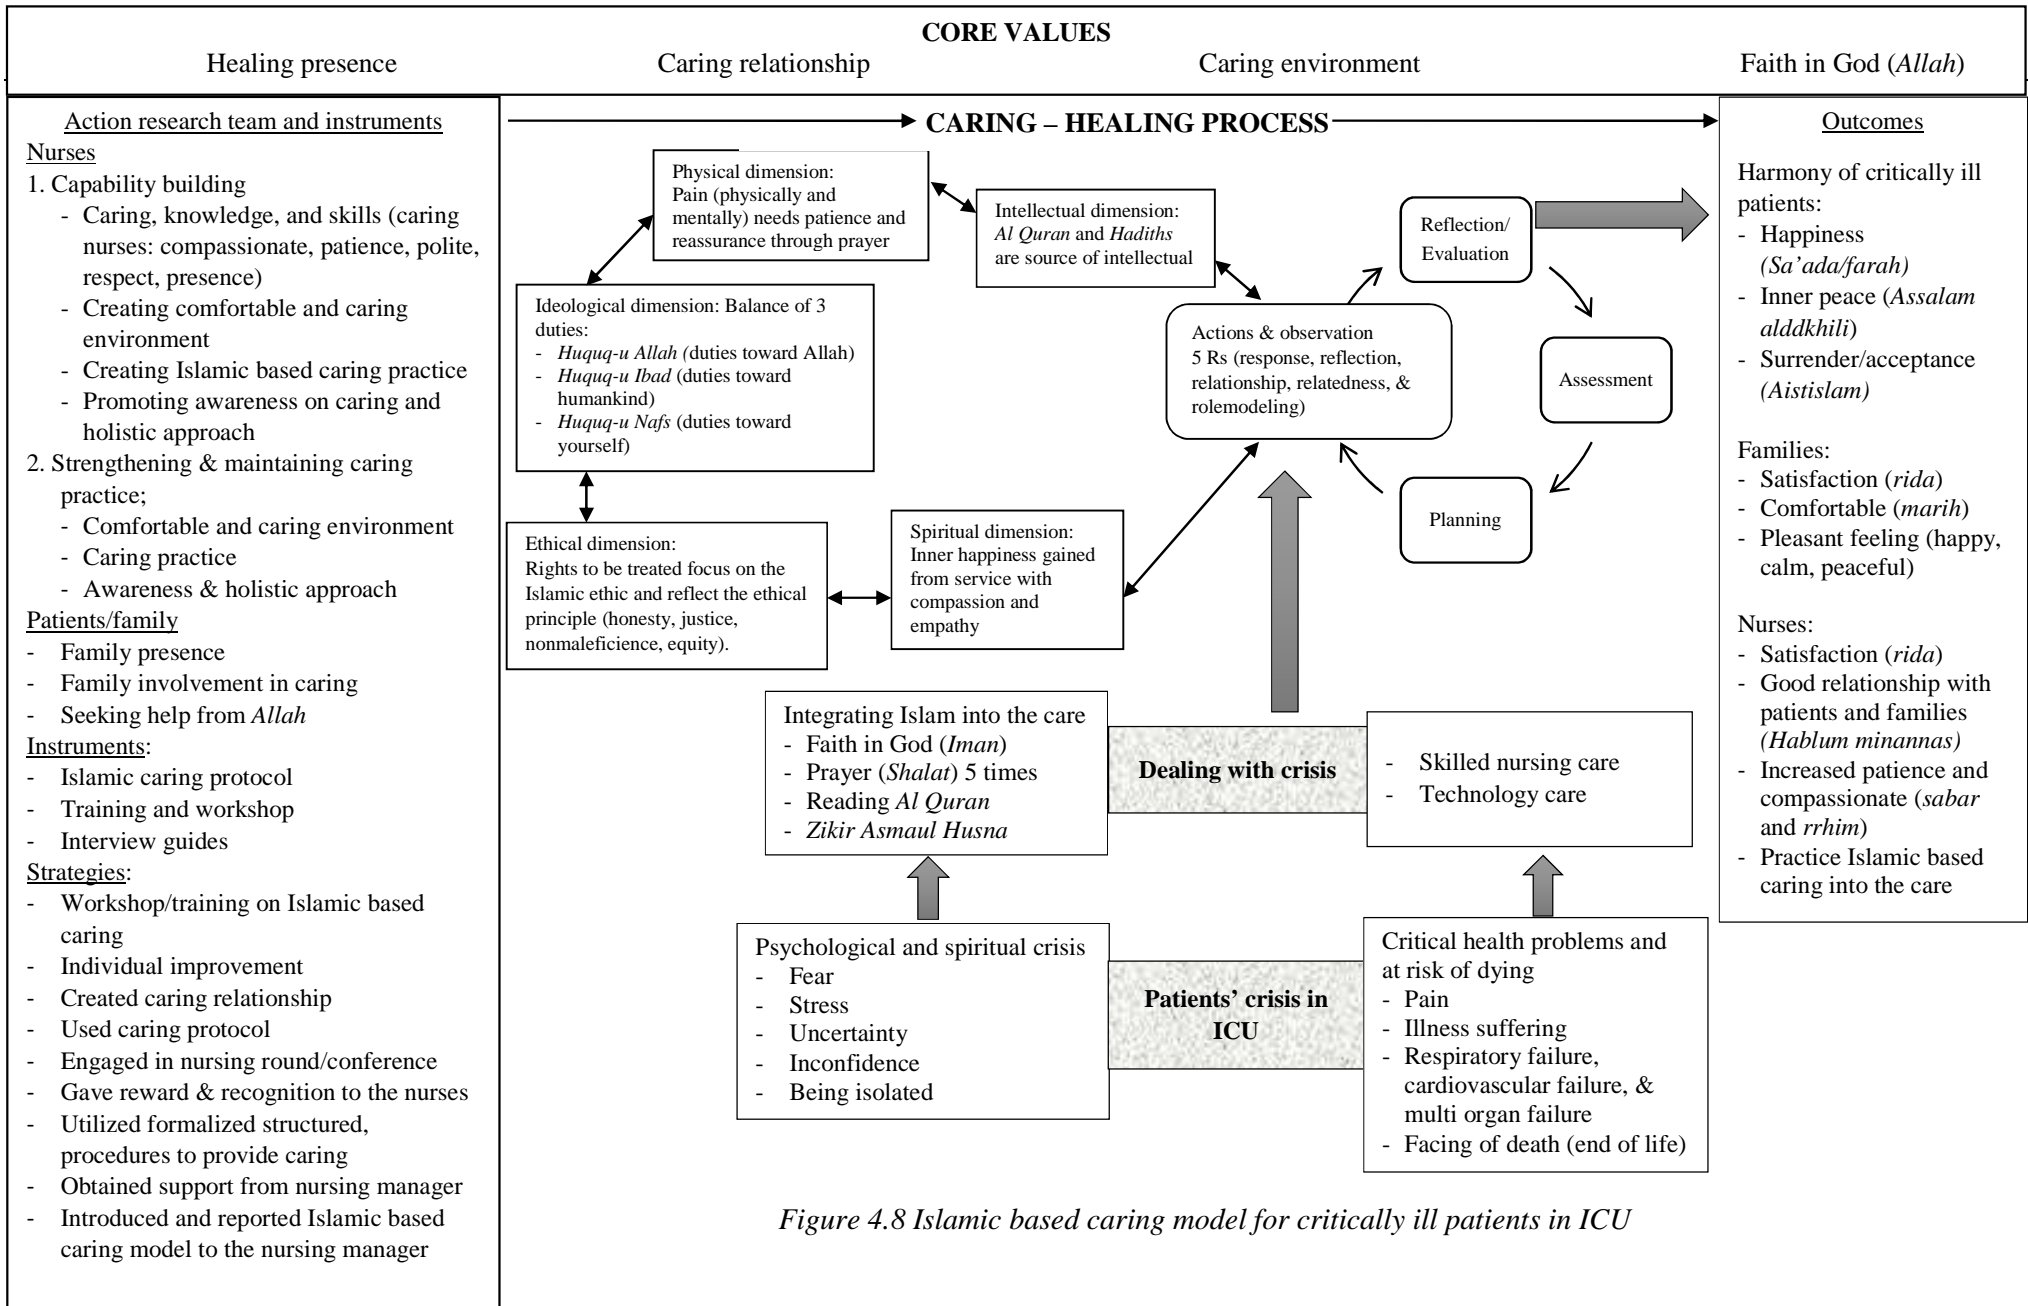 CORE VALUES
Healing presence
Caring relationship
Caring environment
Faith in God (Allah)
Action research team and instruments
Nurses
1. Capability building
- Caring, knowledge, and skills (caring
nurses: compassionate, patience, polite,
respect, presence)
- Creating comfortable and caring
environment
- Creating Islamic based caring practice
- Promoting awareness on caring and
holistic approach
2. Strengthening & maintaining caring
practice;
- Comfortable and caring environment
- Caring practice
- Awareness & holistic approach
Patients/family
- Family presence
- Family involvement in caring
- Seeking help from Allah
Instruments:
- Islamic caring protocol
- Training and workshop
- Interview guides
Strategies:
- Workshop/training on Islamic based
caring
- Individual improvement
- Created caring relationship
- Used caring protocol
- Engaged in nursing round/conference
- Gave reward & recognition to the nurses
- Utilized formalized structured,
procedures to provide caring
- Obtained support from nursing manager
- Introduced and reported Islamic based
caring model to the nursing manager
CARING – HEALING PROCESS
Physical dimension:
Pain (physically and
mentally) needs patience and
reassurance through prayer
Intellectual dimension:
Al Quran and Hadiths
are source of intellectual
Ideological dimension: Balance of 3
duties:
- Huquq-u Allah (duties toward Allah)
- Huquq-u Ibad (duties toward
humankind)
- Huquq-u Nafs (duties toward
yourself)
Ethical dimension:
Rights to be treated focus on the
Islamic ethic and reflect the ethical
principle (honesty, justice,
nonmaleficience, equity).
Spiritual dimension:
Inner happiness gained
from service with
compassion and
empathy
Actions & observation
5 Rs (response, reflection,
relationship, relatedness, &
rolemodeling)
Reflection/
Evaluation
Assessment
Planning
Integrating Islam into the care
- Faith in God (Iman)
- Prayer (Shalat) 5 times
- Reading Al Quran
- Zikir Asmaul Husna
Dealing with crisis
- Skilled nursing care
- Technology care
Psychological and spiritual crisis
- Fear
- Stress
- Uncertainty
- Inconfidence
- Being isolated
Patients’ crisis in
ICU
Critical health problems and
at risk of dying
- Pain
- Illness suffering
- Respiratory failure,
cardiovascular failure, &
multi organ failure
- Facing of death (end of life)
Outcomes
Harmony of critically ill
patients:
- Happiness
(Sa’ada/farah)
- Inner peace (Assalam
alddkhili)
- Surrender/acceptance
(Aistislam)
Families:
- Satisfaction (rida)
- Comfortable (marih)
- Pleasant feeling (happy,
calm, peaceful)
Nurses:
- Satisfaction (rida)
- Good relationship with
patients and families
(Hablum minannas)
- Increased patience and
compassionate (sabar
and rrhim)
- Practice Islamic based
caring into the care
Figure 4.8 Islamic based caring model for critically ill patients in ICU